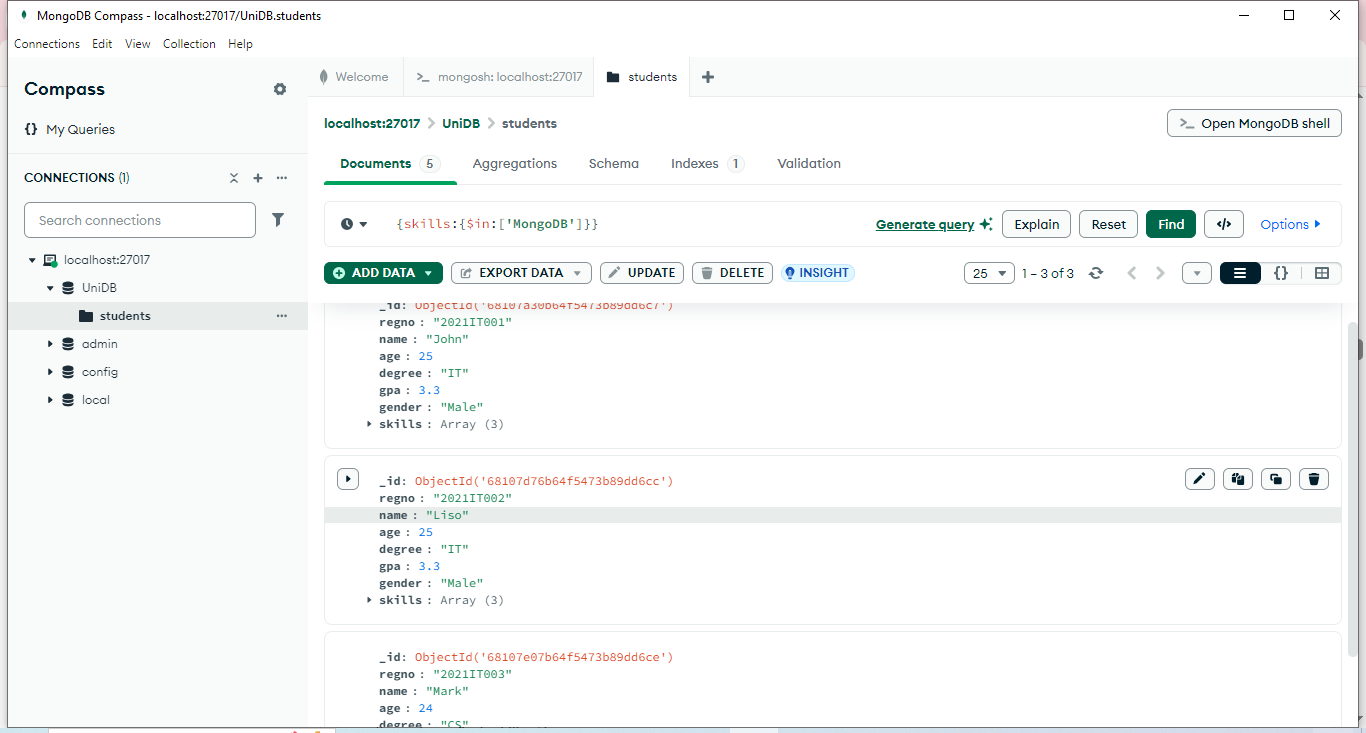 MongoDB Compass - localhost:27017/UniDB.students
Connections Edit View Collection Help
Compass
My Queries
CONNECTIONS (1)
Search connections
localhost:27017
UniDB
students
admin
config
local
Welcome
mongosh: localhost:27017
students
localhost:27017 > UniDB > students
Open MongoDB shell
Documents 5 Aggregations Schema Indexes 1 Validation
{skills:{$in:['MongoDB']}}
Generate query Explain Reset Find </> Options
ADD DATA EXPORT DATA UPDATE DELETE INSIGHT 25 1 – 3 of 3 {}
_id: ObjectId('68107a30b64f5473b89dd6c7')
regno : "2021IT001"
name : "John"
age : 25
degree : "IT"
gpa : 3.3
gender : "Male"
skills : Array (3)
_id: ObjectId('68107d76b64f5473b89dd6cc')
regno : "2021IT002"
name : "Liso"
age : 25
degree : "IT"
gpa : 3.3
gender : "Male"
skills : Array (3)
_id: ObjectId('68107e07b64f5473b89dd6ce')
regno : "2021IT003"
name : "Mark"
age : 24
degree : "CS"